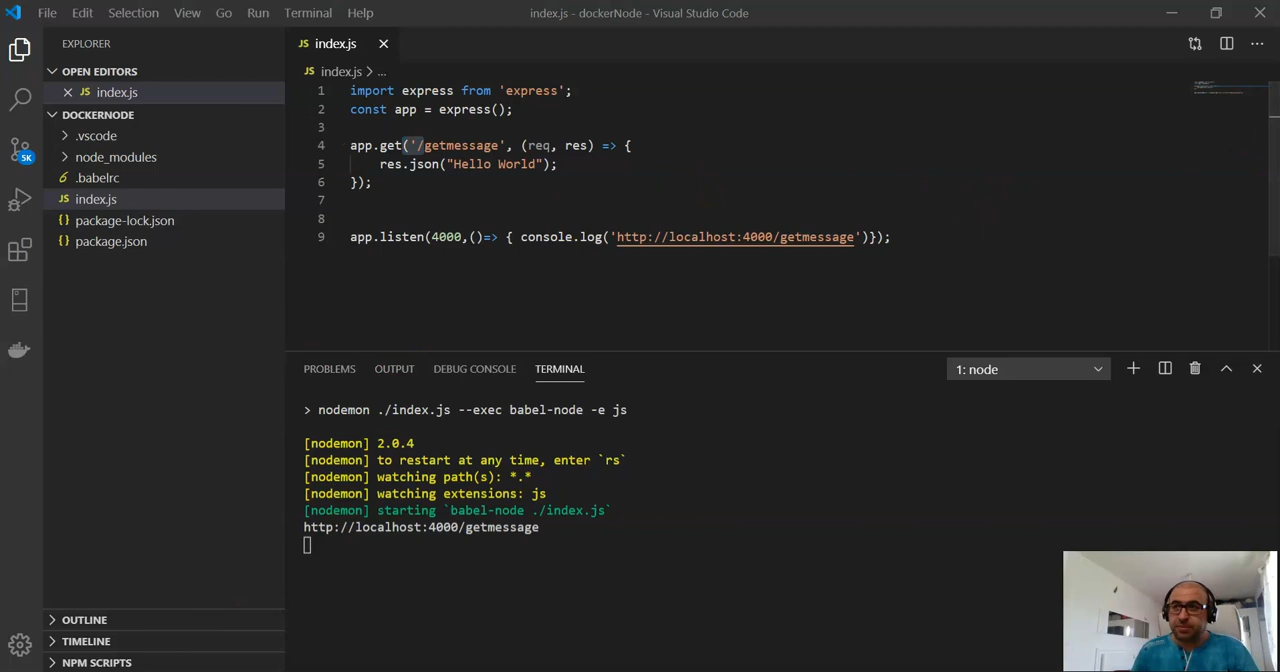 File Edit Selection View Go Run Terminal Help index.js - dockerNode - Visual Studio Code
EXPLORER
JS index.js
OPEN EDITORS
JS index.js > ...
JS index.js
DOCKERNODE
.vscode
node_modules
.babelrc
JS index.js
{} package-lock.json
{} package.json
5K
1 import express from 'express';
2 const app = express();
3
4 app.get('/getmessage', (req, res) => {
5 res.json("Hello World");
6 });
7
8
9 app.listen(4000,()=> { console.log('http://localhost:4000/getmessage')});
PROBLEMS OUTPUT DEBUG CONSOLE TERMINAL 1: node
> nodemon ./index.js --exec babel-node -e js
[nodemon] 2.0.4
[nodemon] to restart at any time, enter `rs`
[nodemon] watching path(s): *.*
[nodemon] watching extensions: js
[nodemon] starting `babel-node ./index.js`
http://localhost:4000/getmessage
OUTLINE
TIMELINE
NPM SCRIPTS